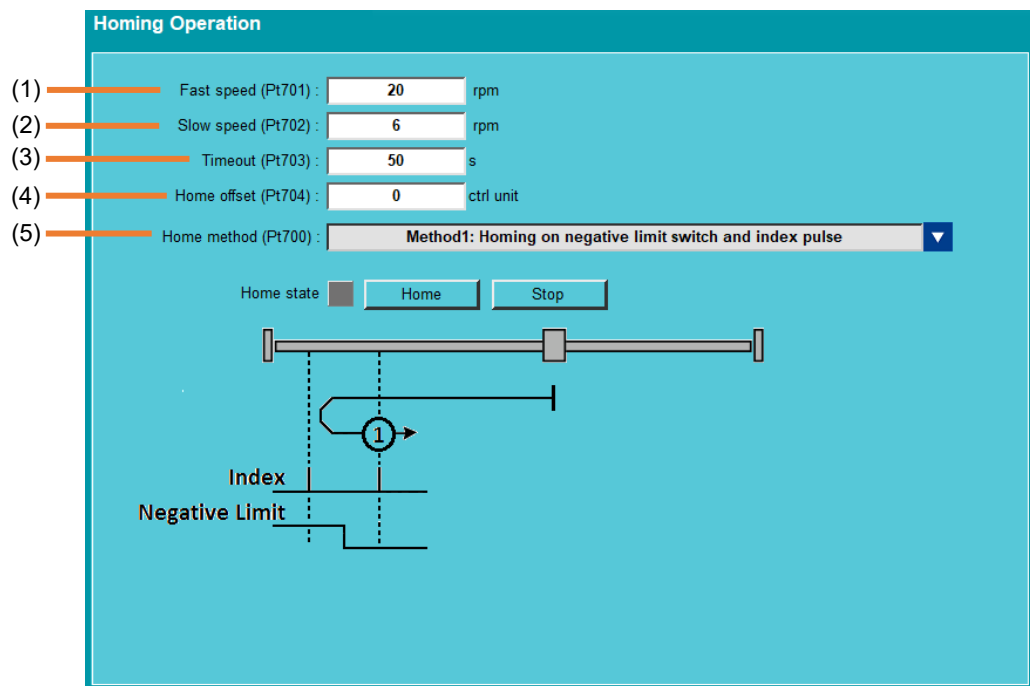 Homing Operation
(1) Fast speed (Pt701) : 20 rpm
(2) Slow speed (Pt702) : 6 rpm
(3) Timeout (Pt703) : 50 s
(4) Home offset (Pt704) : 0 ctrl unit
(5) Home method (Pt700) : Method1: Homing on negative limit switch and index pulse
Home state Home Stop
1
Index
Negative Limit